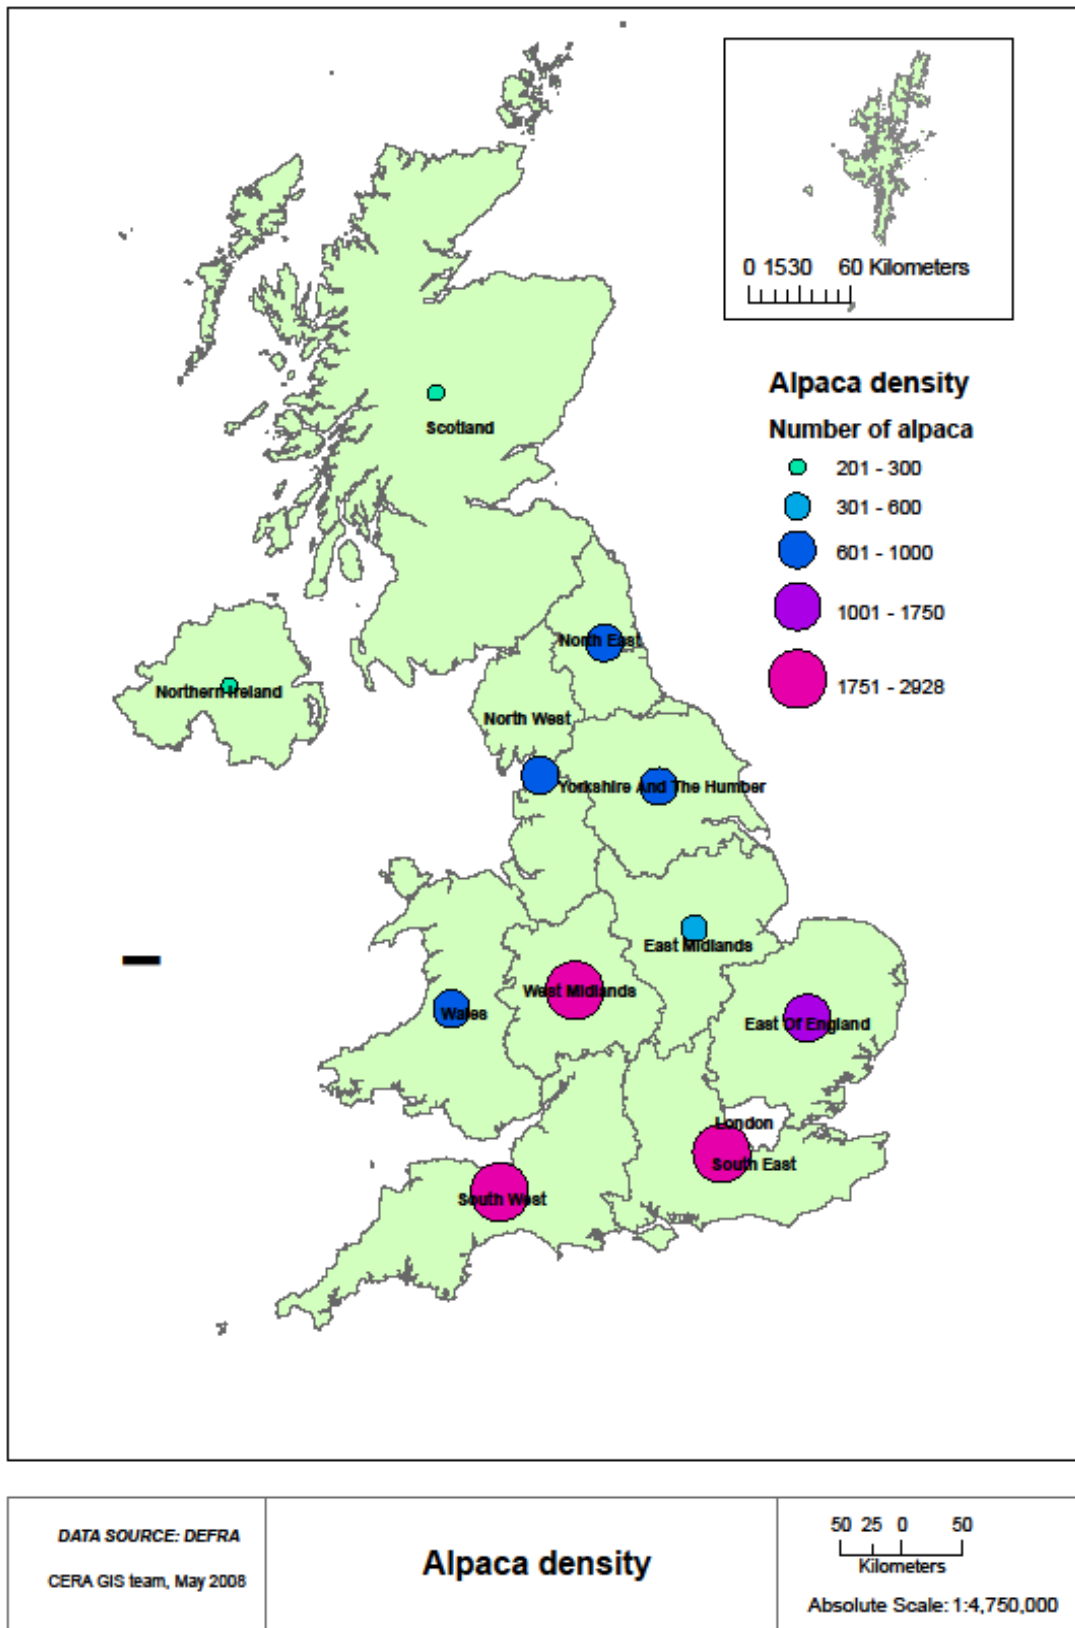 0 1530 60 Kilometers
Alpaca density
Number of alpaca
201 - 300
301 - 600
601 - 1000
1001 - 1750
1751 - 2928
Scotland
North East
Northern Ireland
North West
Yorkshire And The Humber
East Midlands
West Midlands
Wales
East Of England
London
South East
South West
DATA SOURCE: DEFRA
CERA GIS team, May 2008
Alpaca density
50 25 0 50
Kilometers
Absolute Scale: 1:4,750,000